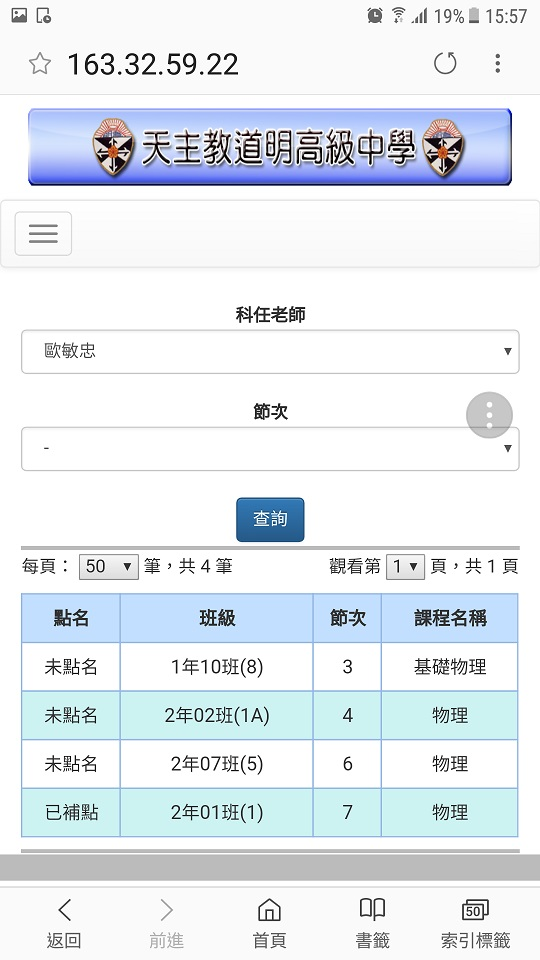 19% 15:57
163.32.59.22
天主教道明高級中學
科任老師
歐敏忠
節次
-
查詢
每頁： 50 筆，共 4 筆 觀看第 1 頁，共 1 頁
點名 班級 節次 課程名稱
未點名 1年10班(8) 3 基礎物理
未點名 2年02班(1A) 4 物理
未點名 2年07班(5) 6 物理
已補點 2年01班(1) 7 物理
50
返回 前進 首頁 書籤 索引標籤